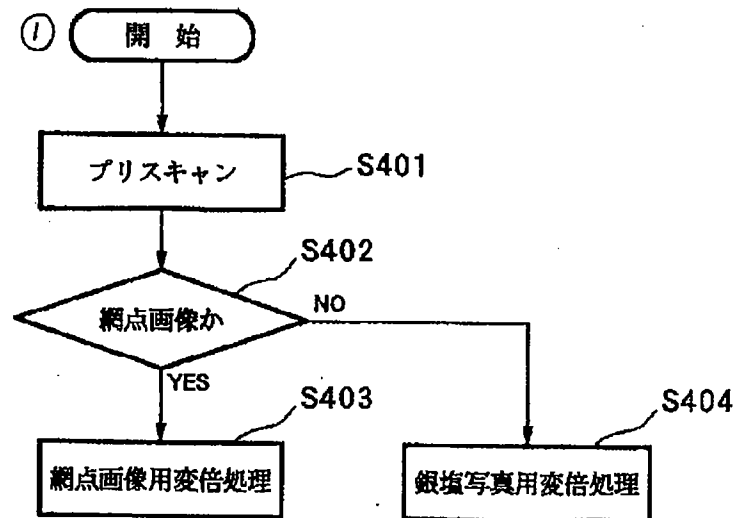 ① 開 始
プリスキャン
S401
S402
網点画像か
NO
YES
S403
S404
網点画像用変倍処理
銀塩写真用変倍処理